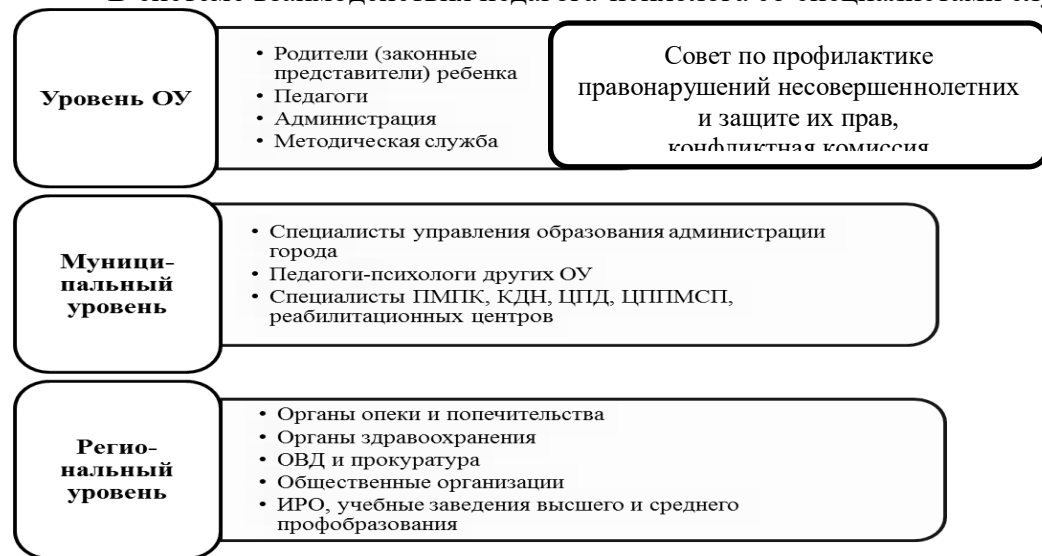 Уровень ОУ
• Родители (законные
представители) ребенка
• Педагоги
• Администрация
• Методическая служба
Совет по профилактике
правонарушений несовершеннолетних
и защите их прав,
конфликтная комиссия
Муници-
пальный
уровень
• Специалисты управления образования администрации
города
• Педагоги-психологи других ОУ
• Специалисты ПМПК, КДН, ЦПД, ЦППМСП,
реабилитационных центров
Регио-
нальный
уровень
• Органы опеки и попечительства
• Органы здравоохранения
• ОВД и прокуратура
• Общественные организации
• ИРО, учебные заведения высшего и среднего
профобразования